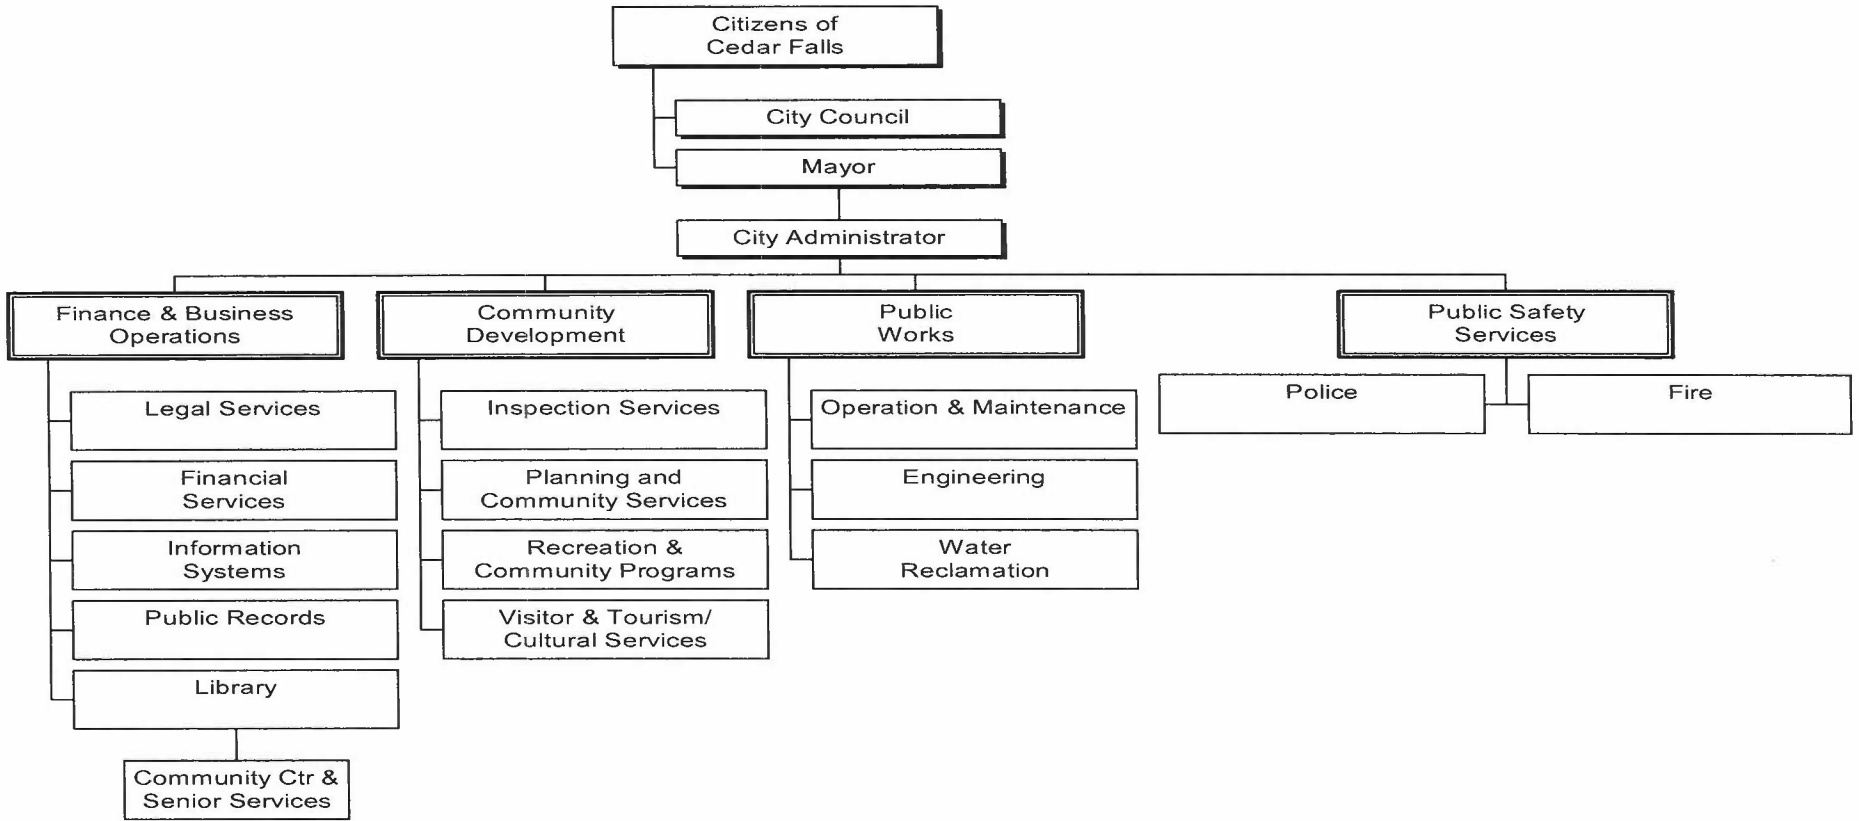 Citizens of
Cedar Falls
City Council
Mayor
City Administrator
Finance & Business
Operations
Community
Development
Public
Works
Public Safety
Services
Legal Services
Financial
Services
Information
Systems
Public Records
Library
Community Ctr &
Senior Services
Inspection Services
Planning and
Community Services
Recreation &
Community Programs
Visitor & Tourism/
Cultural Services
Operation & Maintenance
Engineering
Water
Reclamation
Police
Fire